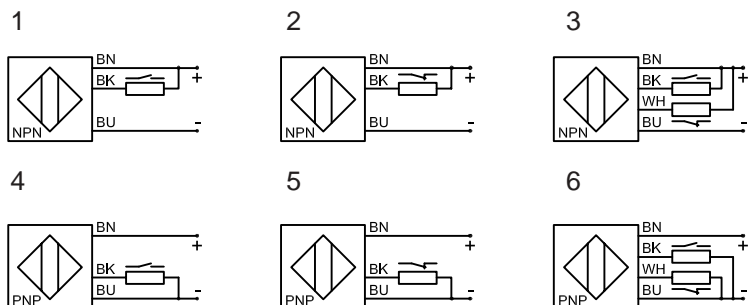 1
BN
+
BK
NPN
BU
-
2
BN
+
BK
NPN
BU
-
3
BN
+
BK
WH
NPN
BU
-
4
BN
+
BK
PNP
BU
-
5
BN
+
BK
PNP
BU
-
6
BN
+
BK
WH
PNP
BU
-